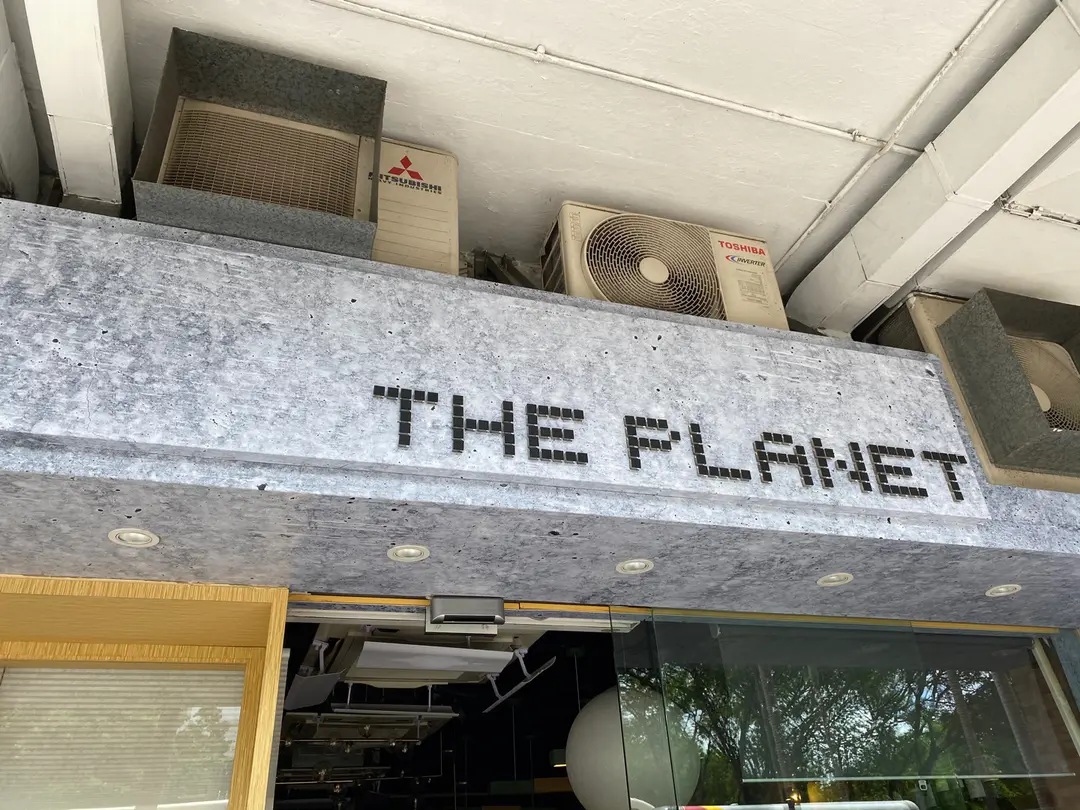 MITSUBISHI
TOSHIBA
INVERTER
THE PLANET